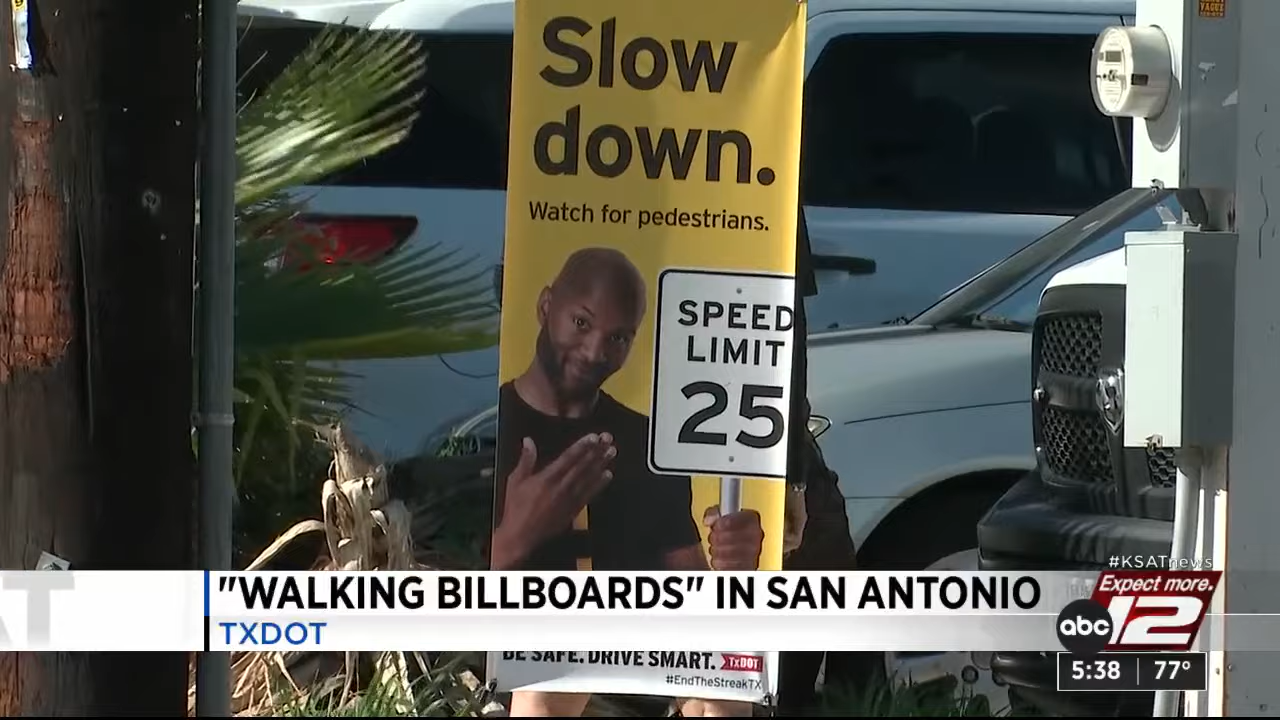 Slow
down.
Watch for pedestrians.
SPEED
LIMIT
25
#KSATnews
"WALKING BILLBOARDS" IN SAN ANTONIO
TXDOT
Expect more.
abc 12
5:38 77°
BE SAFE. DRIVE SMART. TxDOT
#EndTheStreakTX